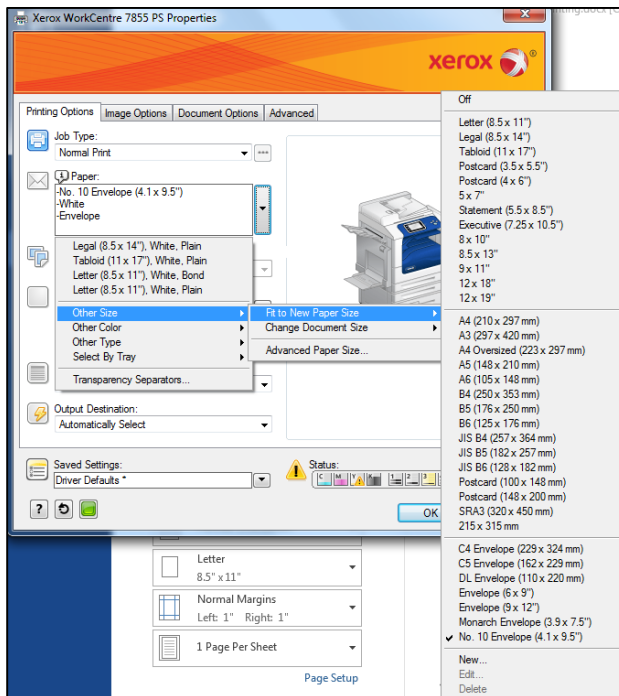 Xerox WorkCentre 7855 PS Properties
nting.docx [C
xerox
Printing Options
Image Options
Document Options
Advanced
Job Type:
Normal Print
Paper:
-No. 10 Envelope (4.1 x 9.5")
-White
-Envelope
Legal (8.5 x 14"), White, Plain
Tabloid (11 x 17"), White, Plain
Letter (8.5 x 11"), White, Bond
Letter (8.5 x 11"), White, Plain
Other Size
Other Color
Other Type
Select By Tray
Transparency Separators...
Fit to New Paper Size
Change Document Size
Advanced Paper Size...
Output Destination:
Automatically Select
Saved Settings:
Driver Defaults *
Status:
C M Y K 1 2 3
OK
Off
Letter (8.5 x 11")
Legal (8.5 x 14")
Tabloid (11 x 17")
Postcard (3.5 x 5.5")
Postcard (4 x 6")
5 x 7"
Statement (5.5 x 8.5")
Executive (7.25 x 10.5")
8 x 10"
8.5 x 13"
9 x 11"
12 x 18"
12 x 19"
A4 (210 x 297 mm)
A3 (297 x 420 mm)
A4 Oversized (223 x 297 mm)
A5 (148 x 210 mm)
A6 (105 x 148 mm)
B4 (250 x 353 mm)
B5 (176 x 250 mm)
B6 (125 x 176 mm)
JIS B4 (257 x 364 mm)
JIS B5 (182 x 257 mm)
JIS B6 (128 x 182 mm)
Postcard (100 x 148 mm)
Postcard (148 x 200 mm)
SRA3 (320 x 450 mm)
215 x 315 mm
C4 Envelope (229 x 324 mm)
C5 Envelope (162 x 229 mm)
DL Envelope (110 x 220 mm)
Envelope (6 x 9")
Envelope (9 x 12")
Monarch Envelope (3.9 x 7.5")
No. 10 Envelope (4.1 x 9.5")
New...
Edit...
Delete
Letter
8.5" x 11"
Normal Margins
Left: 1" Right: 1"
1 Page Per Sheet
Page Setup